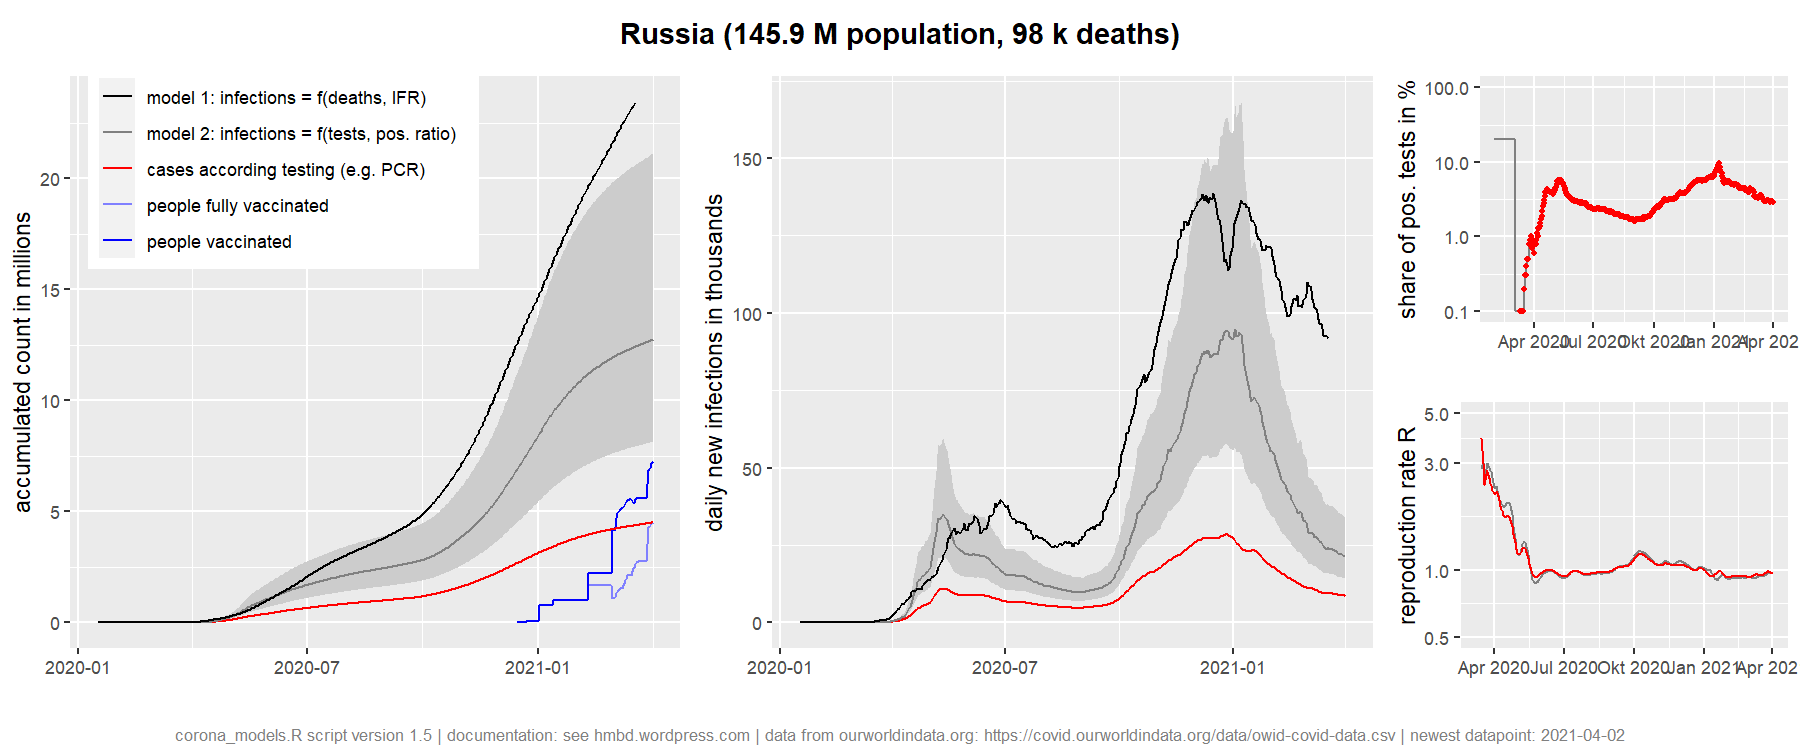 Russia (145.9 M population, 98 k deaths)
model 1: infections = f(deaths, IFR)
model 2: infections = f(tests, pos. ratio)
cases according testing (e.g. PCR)
people fully vaccinated
people vaccinated
accumulated count in millions
20
15
10
5
0
2020-01
2020-07
2021-01
daily new infections in thousands
150
100
50
0
2020-01
2020-07
2021-01
share of pos. tests in %
100.0
10.0
1.0
0.1
Apr 2020
Jul 2020
Okt 2020
Jan 2021
Apr 202
reproduction rate R
5.0
3.0
1.0
0.5
Apr 2020
Jul 2020
Okt 2020
Jan 2021
Apr 202
corona_models.R script version 1.5 | documentation: see hmbd.wordpress.com | data from ourworldindata.org: https://covid.ourworldindata.org/data/owid-covid-data.csv | newest datapoint: 2021-04-02